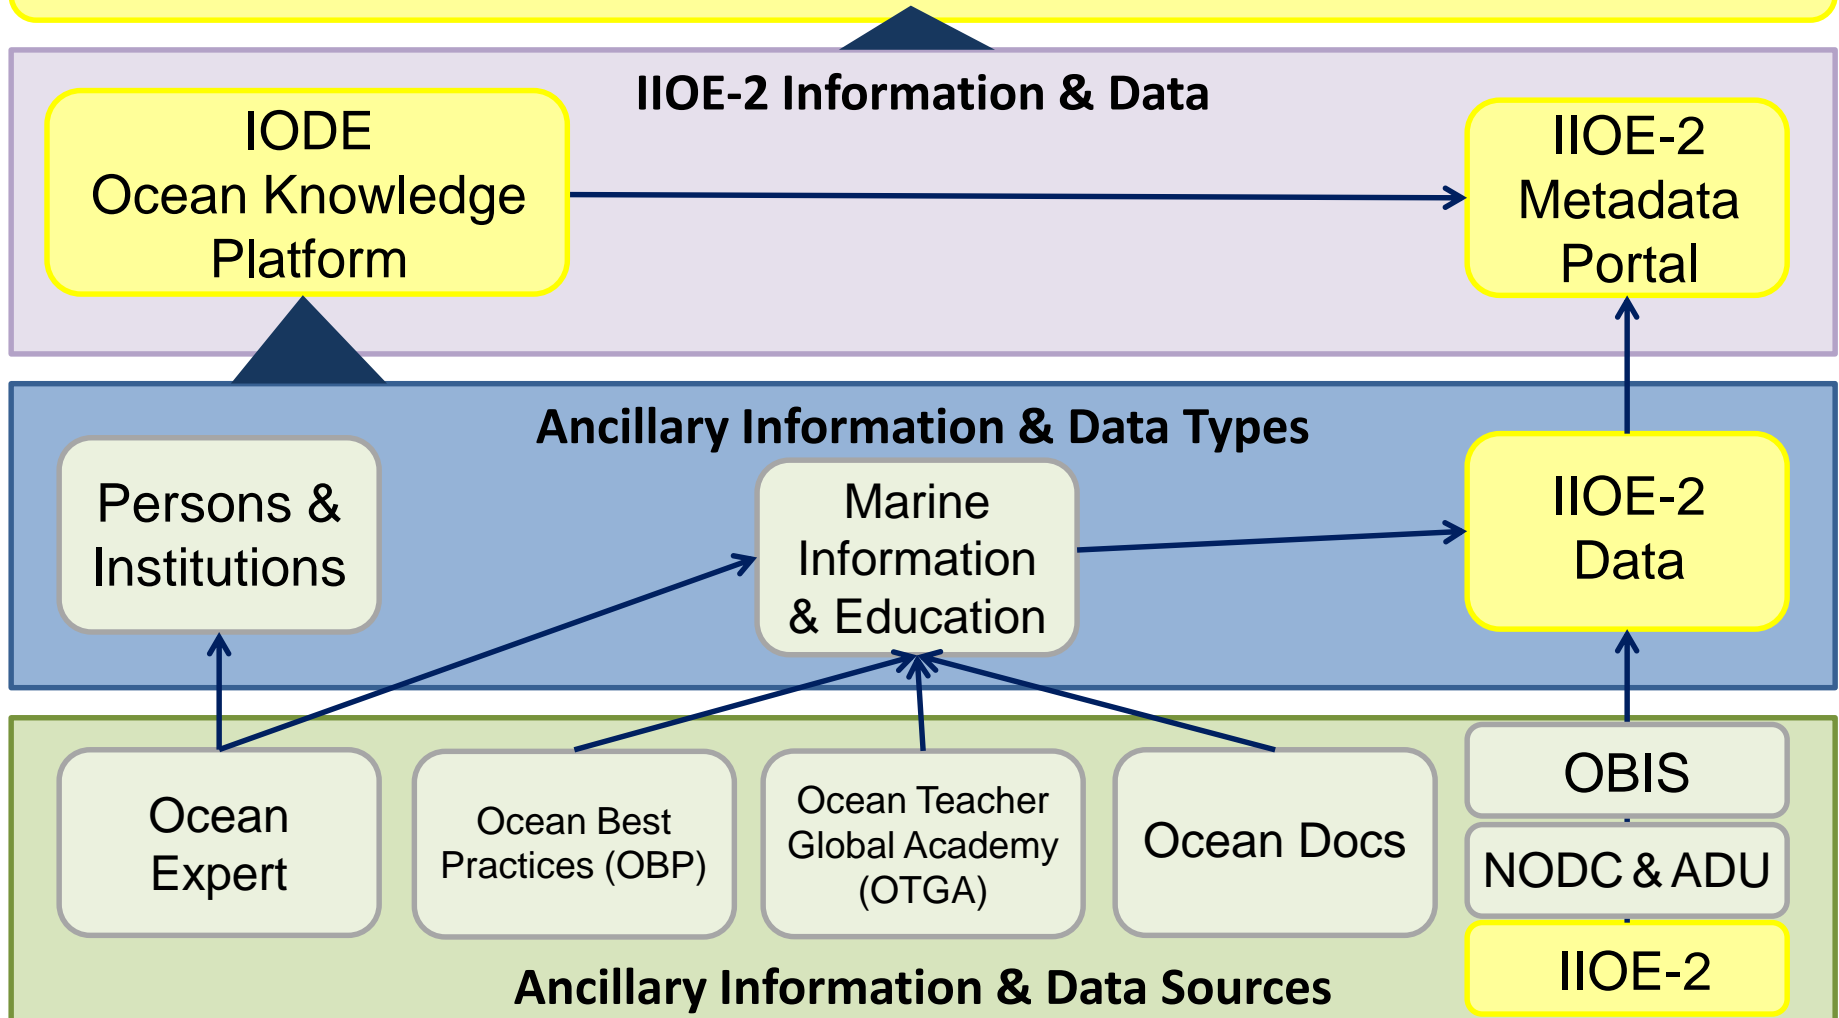 IIOE-2 Information & Data
IODE
Ocean Knowledge
Platform
IIOE-2
Metadata
Portal
Ancillary Information & Data Types
Persons &
Institutions
Marine
Information
& Education
IIOE-2
Data
Ocean
Expert
Ocean Best
Practices (OBP)
Ocean Teacher
Global Academy
(OTGA)
Ocean Docs
OBIS
NODC & ADU
IIOE-2
Ancillary Information & Data Sources